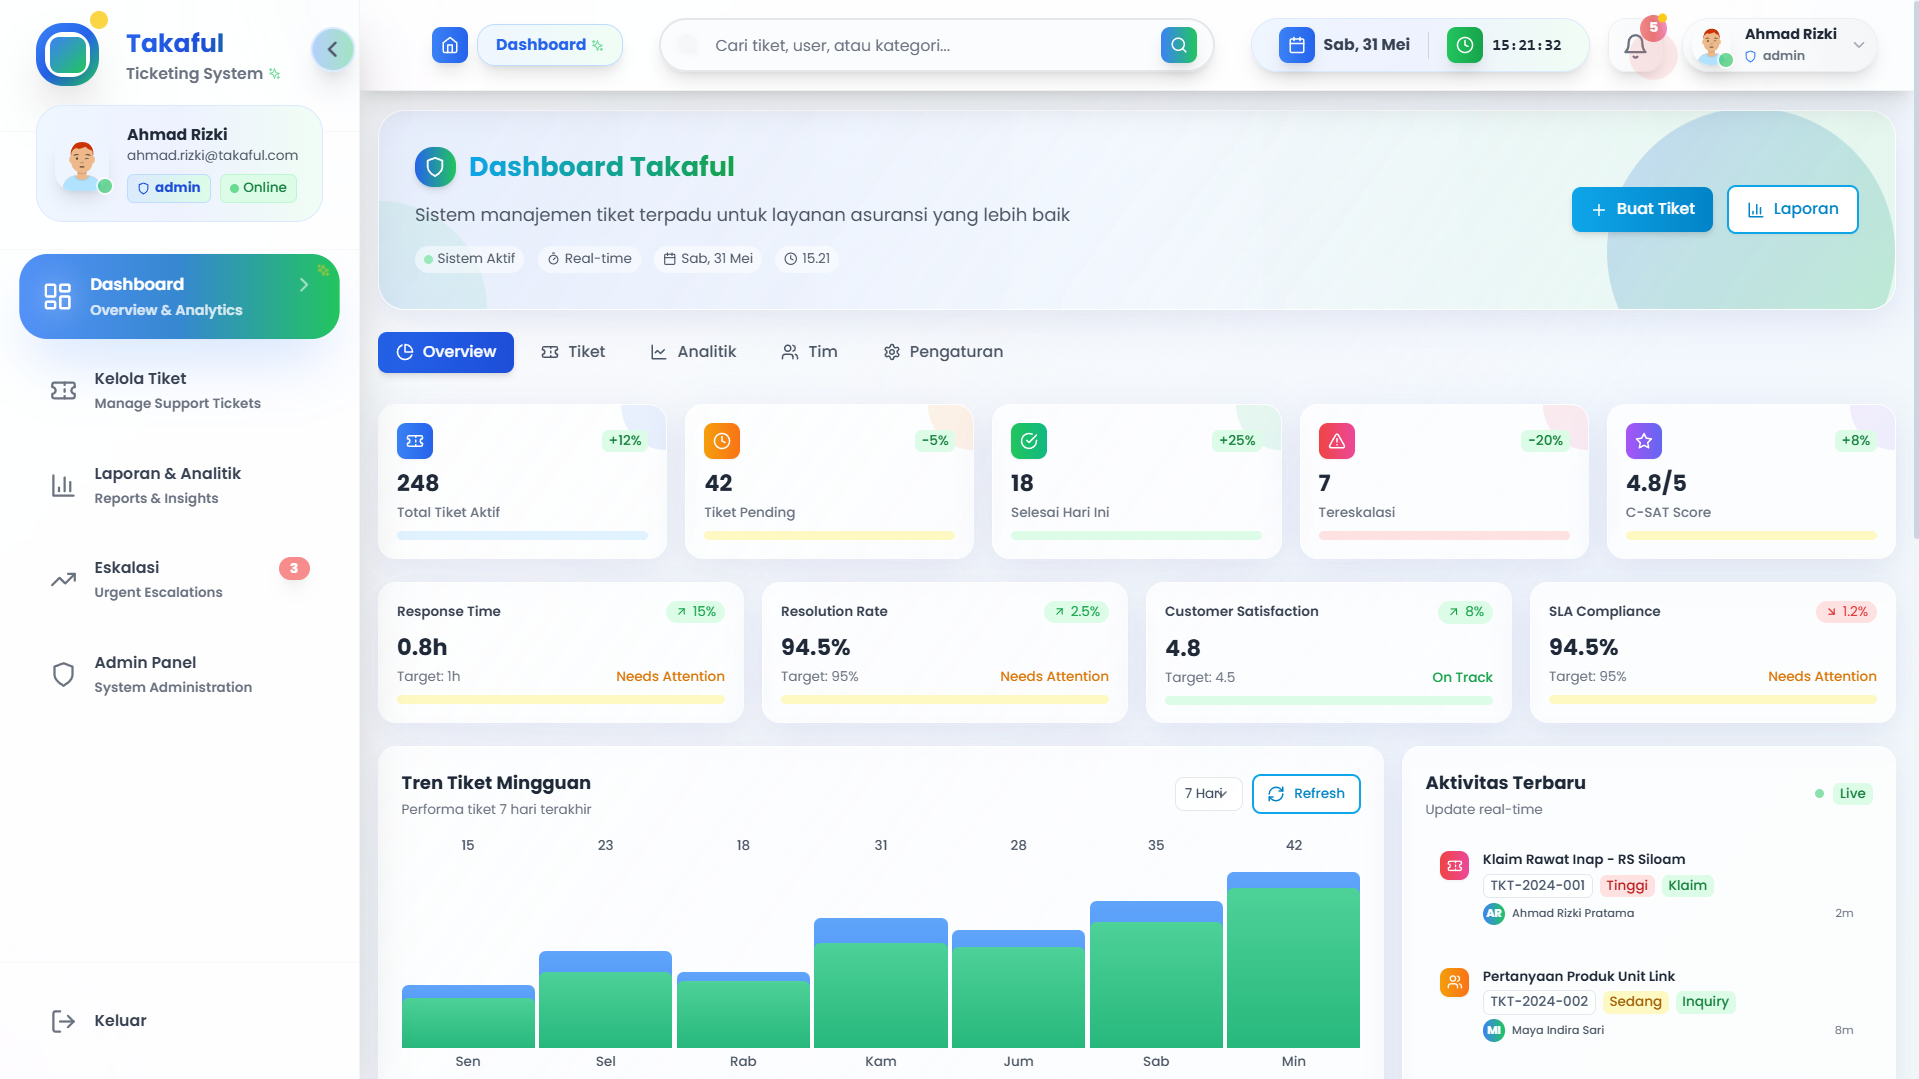 Takaful
Ticketing System
Ahmad Rizki
ahmad.rizki@takaful.com
admin
Online
Dashboard
Overview & Analytics
Kelola Tiket
Manage Support Tickets
Laporan & Analitik
Reports & Insights
Eskalasi
Urgent Escalations
3
Admin Panel
System Administration
Keluar
Dashboard
Cari tiket, user, atau kategori...
Sab, 31 Mei
15:21:32
5
Ahmad Rizki
admin
Dashboard Takaful
Sistem manajemen tiket terpadu untuk layanan asuransi yang lebih baik
Sistem Aktif
Real-time
Sab, 31 Mei
15.21
Buat Tiket
Laporan
Overview
Tiket
Analitik
Tim
Pengaturan
+12%
248
Total Tiket Aktif
-5%
42
Tiket Pending
+25%
18
Selesai Hari Ini
-20%
7
Tereskalasi
+8%
4.8/5
C-SAT Score
Response Time
15%
0.8h
Target: 1h
Needs Attention
Resolution Rate
2.5%
94.5%
Target: 95%
Needs Attention
Customer Satisfaction
8%
4.8
Target: 4.5
On Track
SLA Compliance
1.2%
94.5%
Target: 95%
Needs Attention
Tren Tiket Mingguan
Performa tiket 7 hari terakhir
7 Hari
Refresh
15 23 18 31 28 35 42
Sen Sel Rab Kam Jum Sab Min
Aktivitas Terbaru
Update real-time
Live
Klaim Rawat Inap - RS Siloam
TKT-2024-001 Tinggi Klaim
AR Ahmad Rizki Pratama 2m
Pertanyaan Produk Unit Link
TKT-2024-002 Sedang Inquiry
MI Maya Indira Sari 8m